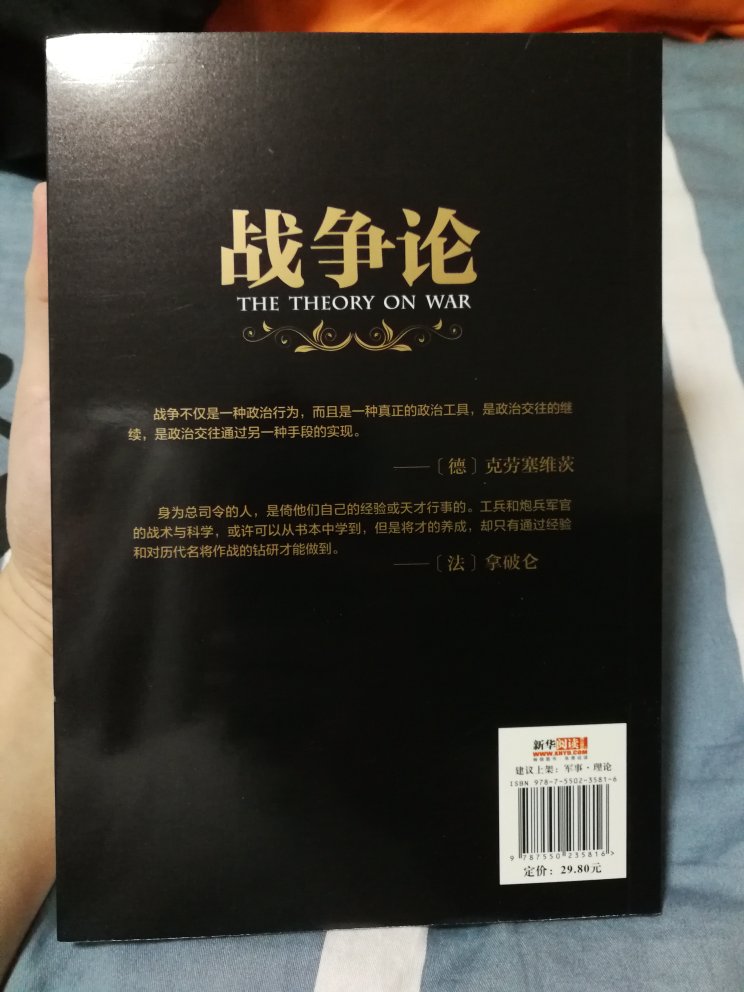 战争论
THE THEORY ON WAR
战争不仅是一种政治行为，而且是一种真正的政治工具，是政治交往的继
续，是政治交往通过另一种手段的实现。
——〔德〕克劳塞维茨
身为总司令的人，是倚他们自己的经验或天才行事的。工兵和炮兵军官
的战术与科学，或许可以从书本中学到，但是将才的养成，却只有通过经验
和对历代名将作战的钻研才能做到。
——〔法〕拿破仑
新华阅读
建议上架：军事·理论
ISBN 978-7-5502-3581-6
9 787550 235816 >
定价：29.80元